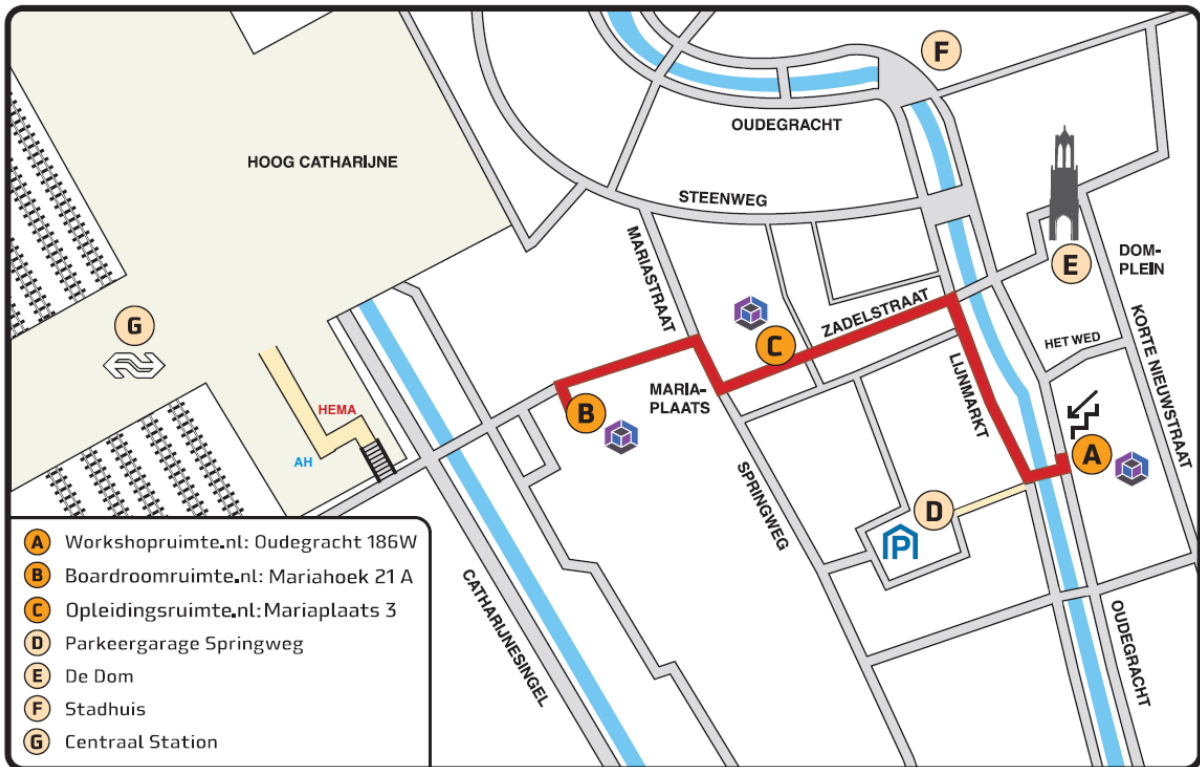 F
OUDEGRACHT
HOOG CATHARIJNE
STEENWEG
MARIASTRAAT
DOM-
PLEIN
E
G
ZADELSTRAAT
C
KORTE NIEUWSTRAAT
HET WED
LIJNMARKT
MARIA-
PLAATS
HEMA
B
AH
A
SPRINGWEG
D
P
CATHARIJNESINGEL
OUDEGRACHT
A Workshopruimte.nl: Oudegracht 186W
B Boardroomruimte.nl: Mariahoek 21 A
C Opleidingsruimte.nl: Mariaplaats 3
D Parkeergarage Springweg
E De Dom
F Stadhuis
G Centraal Station